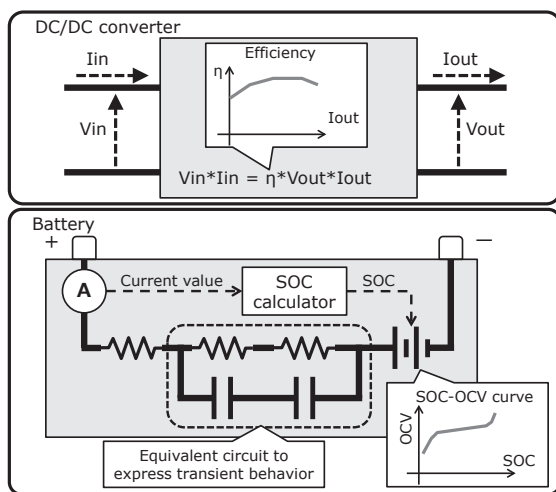 DC/DC converter
Iin
Vin
Efficiency
η
Iout
Vin*Iin = η*Vout*Iout
Iout
Vout
Battery
+
−
A
Current value
SOC
calculator
SOC
SOC-OCV curve
OCV
SOC
Equivalent circuit to
express transient behavior